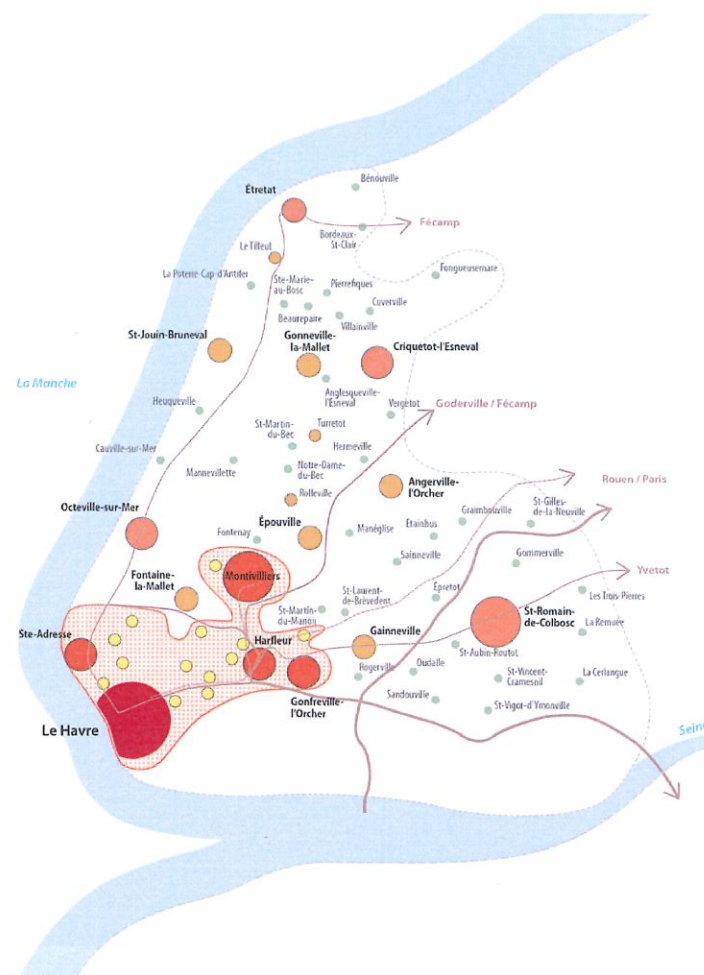 Bénouville
Étretat
Fécamp
Bordeaux-
St-Clair
Le Tilleul
Fongueusemare
La Poterie-Cap-d'Antifer
Ste-Marie-
au-Bosc
Pierrefiques
Cuverville
Beaurepaire
Villainville
St-Jouin-Bruneval
Gonneville-
la-Mallet
Criquetot-l'Esneval
La Manche
Anglesqueville-
l'Esneval
Heuqueville
Vergetot
Goderville / Fécamp
St-Martin-
du-Bec
Turretot
Hermeville
Cauville-sur-Mer
Mannevillette
Notre-Dame-
du-Bec
Rolleville
Angerville-
l'Orcher
Rouen / Paris
Octeville-sur-Mer
Épouville
Graimbouville
St-Gilles-
de-la-Neuville
Fontenay
Manéglise
Étainhus
Sainneville
Gommerville
Montivilliers
Yvetot
Fontaine-
la-Mallet
St-Laurent-
de-Brèvedent
Épretot
Les Trois-Pierres
St-Martin-
du-Manoir
St-Romain-
de-Colbosc
La Remuée
Ste-Adresse
Harfleur
Gainneville
St-Aubin-Routot
Rogerville
Oudalle
St-Vincent-
Cramesnil
La Cerlangue
Gonfreville-
l'Orcher
Sandouville
St-Vigor-d'Ymonville
Le Havre